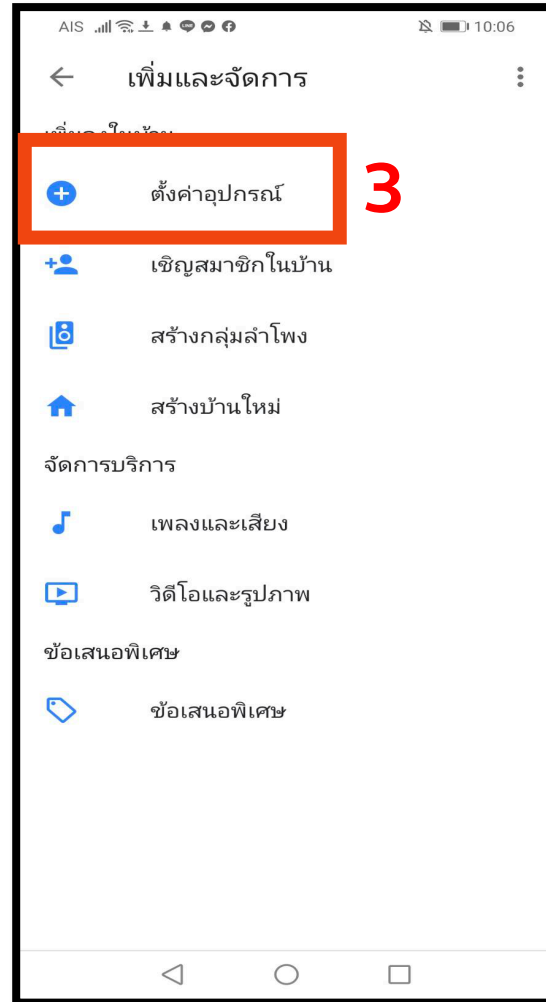 AIS 10:06
เพิ่มและจัดการ
ตั้งค่าอุปกรณ์
3
เชิญสมาชิกในบ้าน
สร้างกลุ่มลำโพง
สร้างบ้านใหม่
จัดการบริการ
เพลงและเสียง
วิดีโอและรูปภาพ
ข้อเสนอพิเศษ
ข้อเสนอพิเศษ